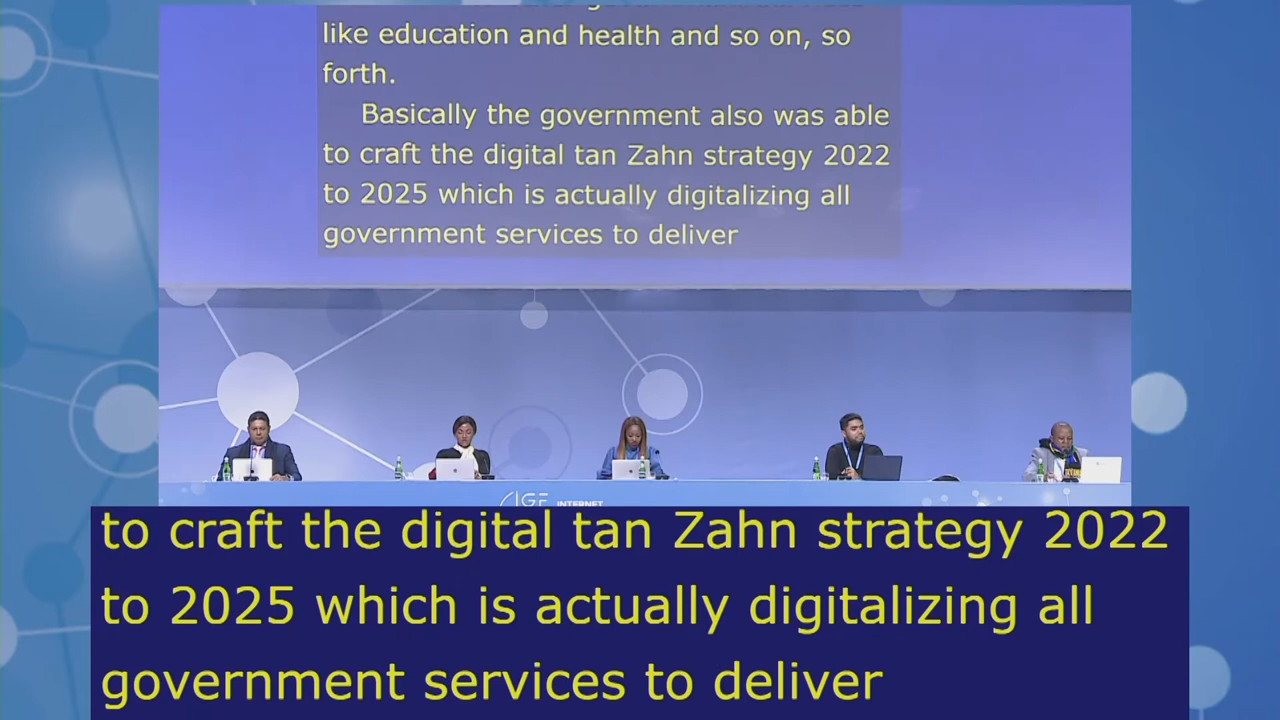 like education and health and so on, so
forth.
Basically the government also was able
to craft the digital tan Zahn strategy 2022
to 2025 which is actually digitalizing all
government services to deliver
IGF INTERNET
to craft the digital tan Zahn strategy 2022
to 2025 which is actually digitalizing all
government services to deliver